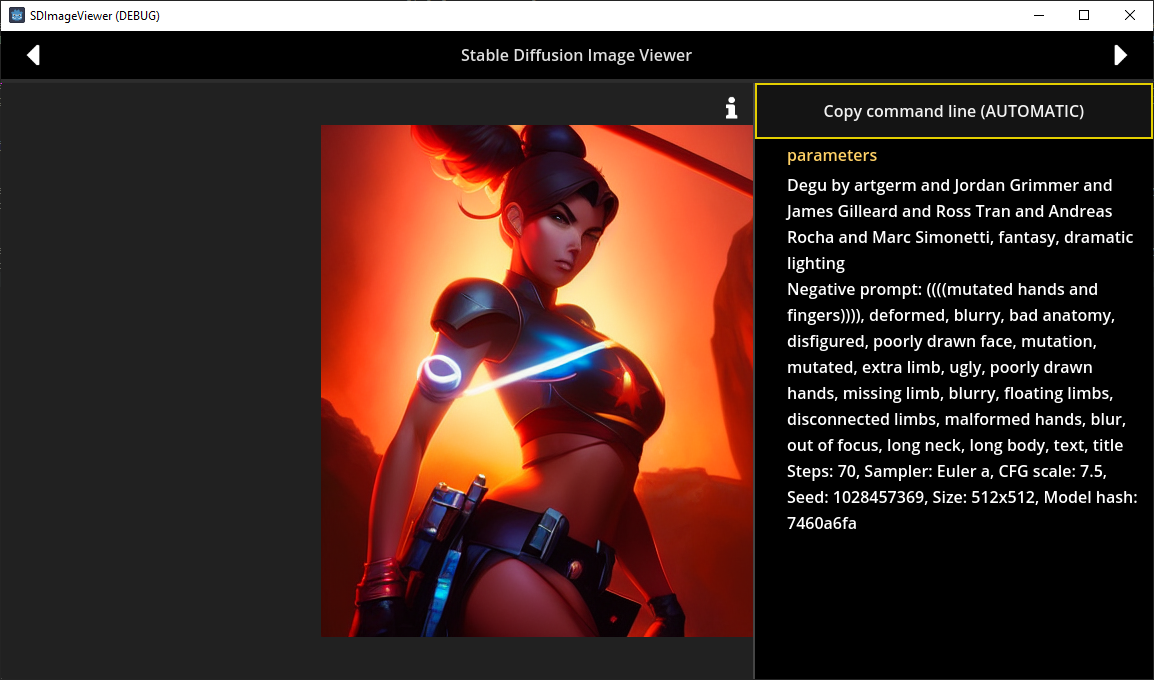 SDImageViewer (DEBUG)
Stable Diffusion Image Viewer
Copy command line (AUTOMATIC)
parameters
Degu by artgerm and Jordan Grimmer and
James Gilleard and Ross Tran and Andreas
Rocha and Marc Simonetti, fantasy, dramatic
lighting
Negative prompt: ((((mutated hands and
fingers)))), deformed, blurry, bad anatomy,
disfigured, poorly drawn face, mutation,
mutated, extra limb, ugly, poorly drawn
hands, missing limb, blurry, floating limbs,
disconnected limbs, malformed hands, blur,
out of focus, long neck, long body, text, title
Steps: 70, Sampler: Euler a, CFG scale: 7.5,
Seed: 1028457369, Size: 512x512, Model hash:
7460a6fa